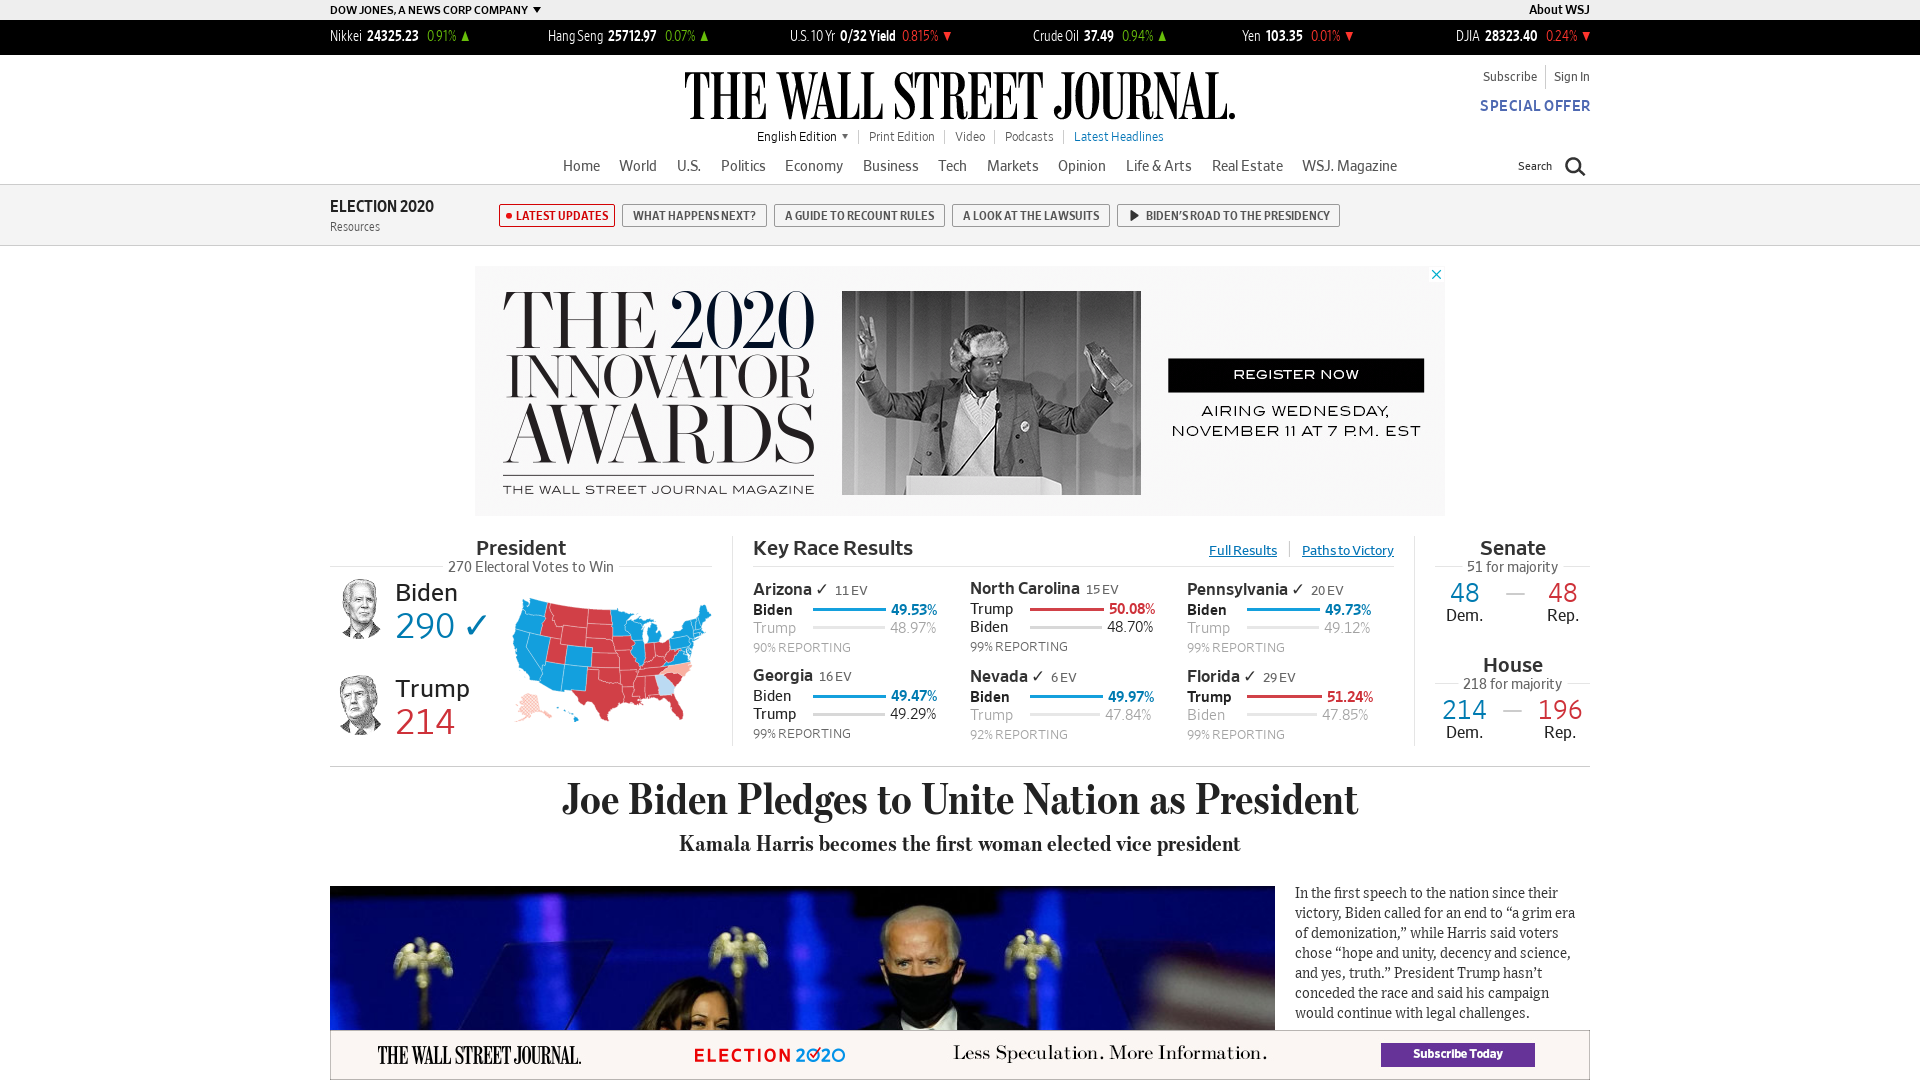 DOW JONES, A NEWS CORP COMPANY
About WSJ
Nikkei 24325.23 0.91% Hang Seng 25712.97 0.07% U.S. 10 Yr 0/32 Yield 0.815% Crude Oil 37.49 0.94% Yen 103.35 0.01% DJIA 28323.40 0.24%
THE WALL STREET JOURNAL.
Subscribe Sign In
SPECIAL OFFER
English Edition Print Edition Video Podcasts Latest Headlines
Home World U.S. Politics Economy Business Tech Markets Opinion Life & Arts Real Estate WSJ. Magazine Search
ELECTION 2020
Resources
LATEST UPDATES WHAT HAPPENS NEXT? A GUIDE TO RECOUNT RULES A LOOK AT THE LAWSUITS BIDEN'S ROAD TO THE PRESIDENCY
THE 2020
INNOVATOR
AWARDS
THE WALL STREET JOURNAL MAGAZINE
REGISTER NOW
AIRING WEDNESDAY,
NOVEMBER 11 AT 7 P.M. EST
President
270 Electoral Votes to Win
Biden
290 ✓
Trump
214
Key Race Results
Full Results Paths to Victory
Arizona ✓ 11 EV
Biden 49.53%
Trump 48.97%
90% REPORTING
North Carolina 15 EV
Trump 50.08%
Biden 48.70%
99% REPORTING
Pennsylvania ✓ 20 EV
Biden 49.73%
Trump 49.12%
99% REPORTING
Georgia 16 EV
Biden 49.47%
Trump 49.29%
99% REPORTING
Nevada ✓ 6 EV
Biden 49.97%
Trump 47.84%
92% REPORTING
Florida ✓ 29 EV
Trump 51.24%
Biden 47.85%
99% REPORTING
Senate
51 for majority
48 — 48
Dem. Rep.
House
218 for majority
214 — 196
Dem. Rep.
Joe Biden Pledges to Unite Nation as President
Kamala Harris becomes the first woman elected vice president
In the first speech to the nation since their
victory, Biden called for an end to “a grim era
of demonization,” while Harris said voters
chose “hope and unity, decency and science,
and yes, truth.” President Trump hasn’t
conceded the race and said his campaign
would continue with legal challenges.
THE WALL STREET JOURNAL. ELECTION 2020 Less Speculation. More Information. Subscribe Today